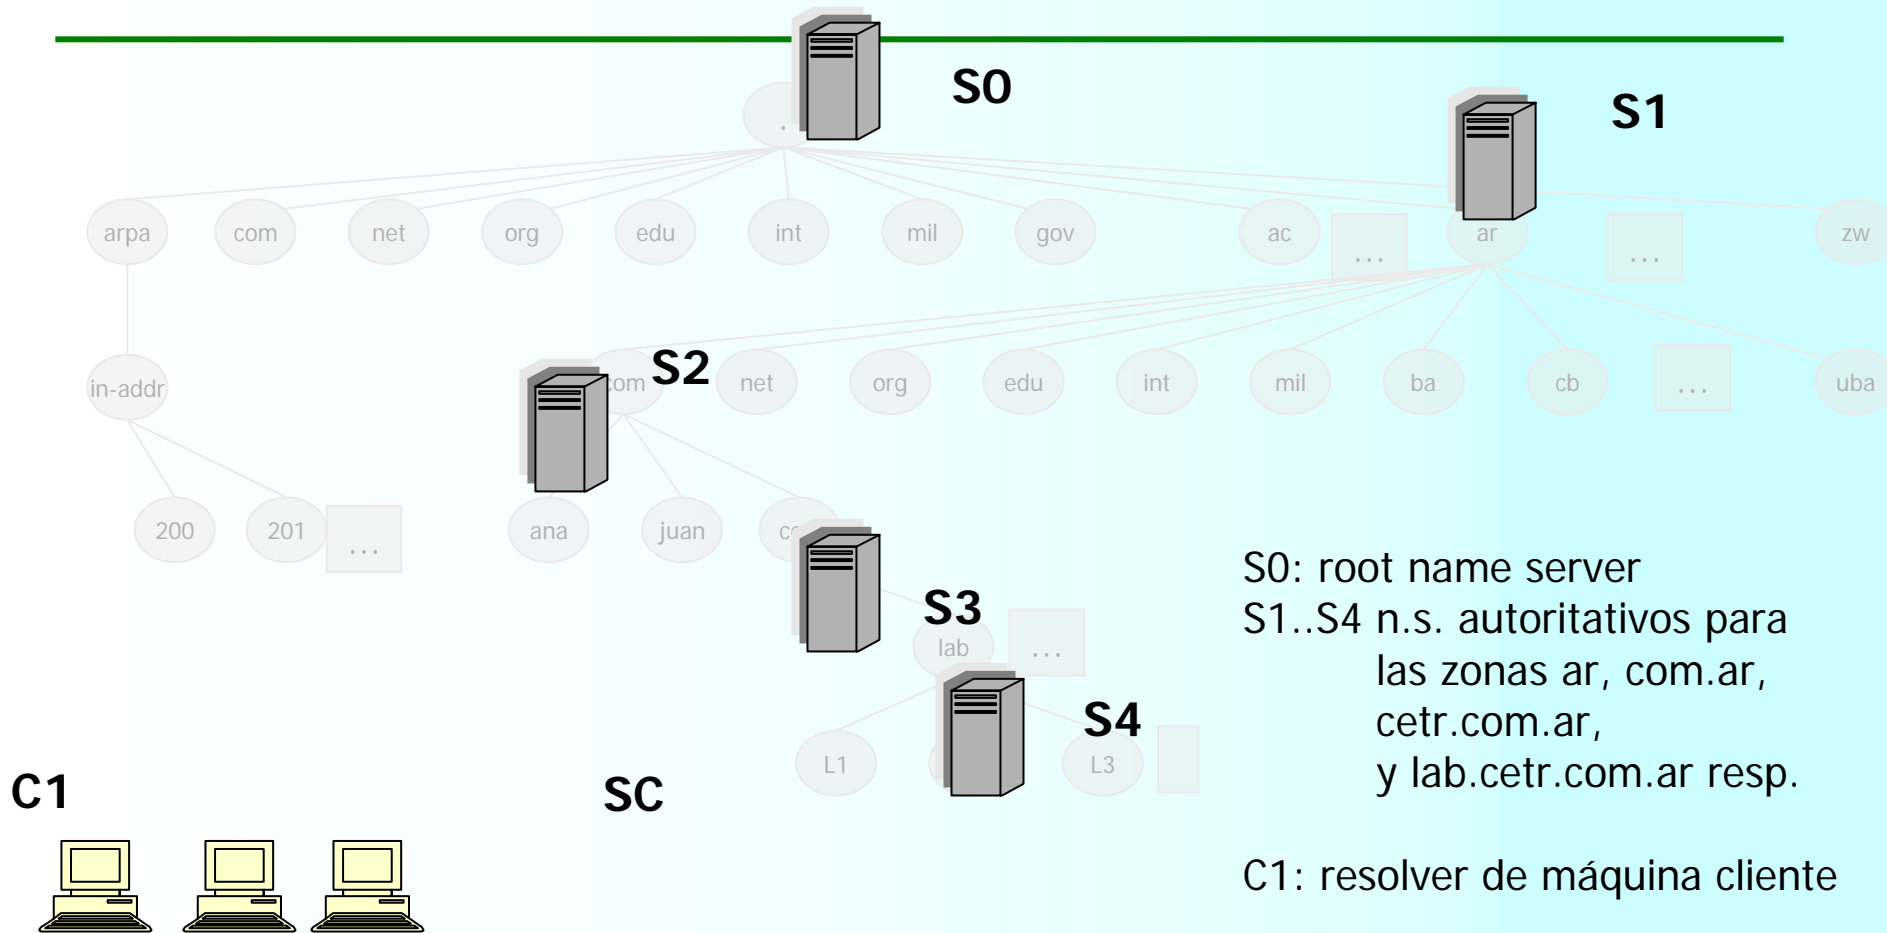 S0
S1
.
arpa com net org edu int mil gov ac ... ar ... zw
S2
in-addr com net org edu int mil ba cb ... uba
200 201 ... ana juan
S3
lab ...
S4
L1 L3
S0: root name server
S1..S4 n.s. autoritativos para
las zonas ar, com.ar,
cetr.com.ar,
y lab.cetr.com.ar resp.
C1
SC
C1: resolver de máquina cliente